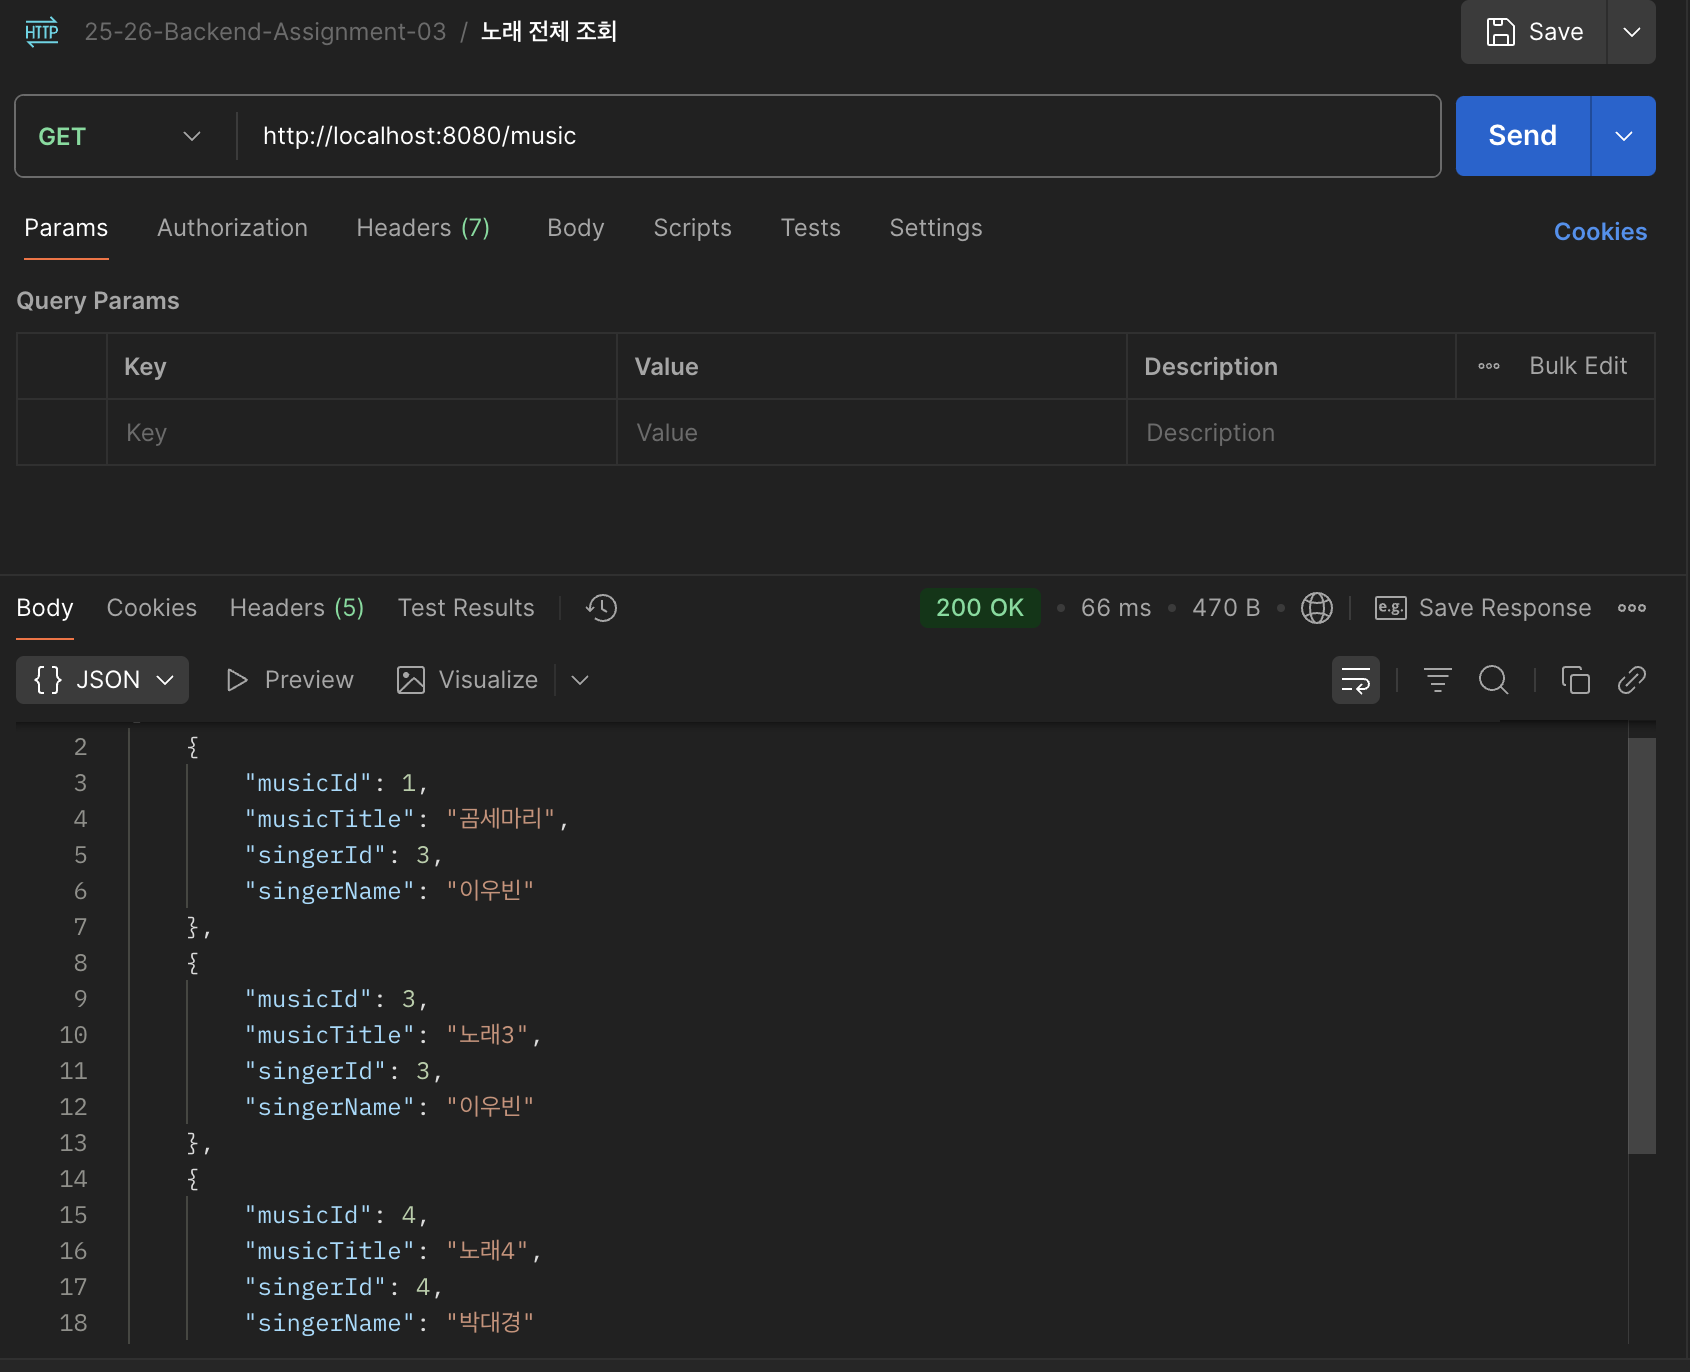 HTTP 25-26-Backend-Assignment-03 / 노래 전체 조회 Save
GET http://localhost:8080/music Send
Params Authorization Headers (7) Body Scripts Tests Settings Cookies
Query Params
Key Value Description Bulk Edit
Key Value Description
Body Cookies Headers (5) Test Results 200 OK • 66 ms • 470 B • e.g. Save Response
{} JSON Preview Visualize
2 {
3 "musicId": 1,
4 "musicTitle": "곰세마리",
5 "singerId": 3,
6 "singerName": "이우빈"
7 },
8 {
9 "musicId": 3,
10 "musicTitle": "노래3",
11 "singerId": 3,
12 "singerName": "이우빈"
13 },
14 {
15 "musicId": 4,
16 "musicTitle": "노래4",
17 "singerId": 4,
18 "singerName": "박대경"